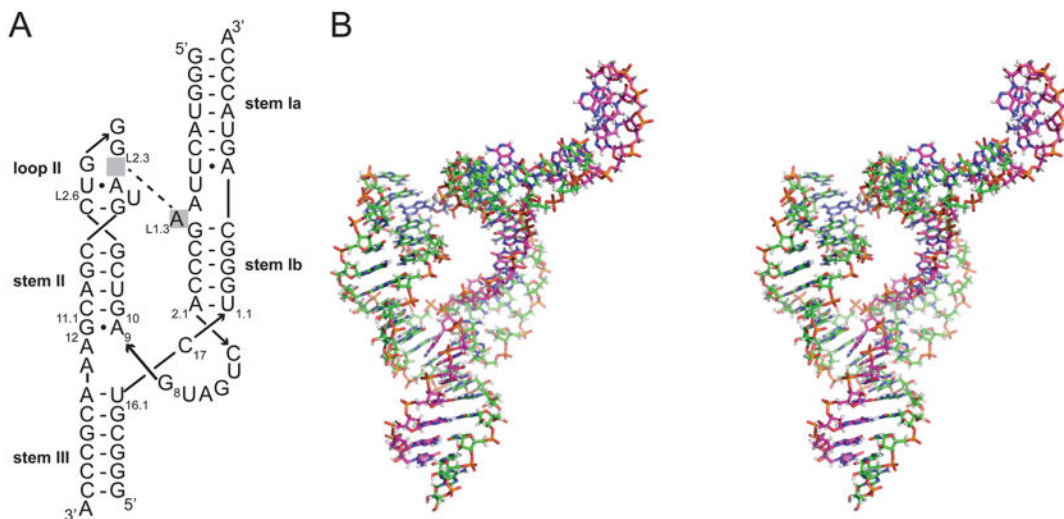 A
B
5'
3'
A
G - C
G - C
G - C
U - A
A - U
C - G
U • A
U
A
stem Ia
G
G G
loop II
L2.3
U • A U
L2.6
C G
A
L1.3
G - C
C - G
C - G
C - G
A - U
stem Ib
2.1
1.1
C G
G - C
C - U
A - G
G • A
stem II
11.1
10
12
9
A
A
C
17
C
U
G
A
U
G
8
A U
16.1
C - G
G - C
C - G
C - G
C - G
A
stem III
3'
5'